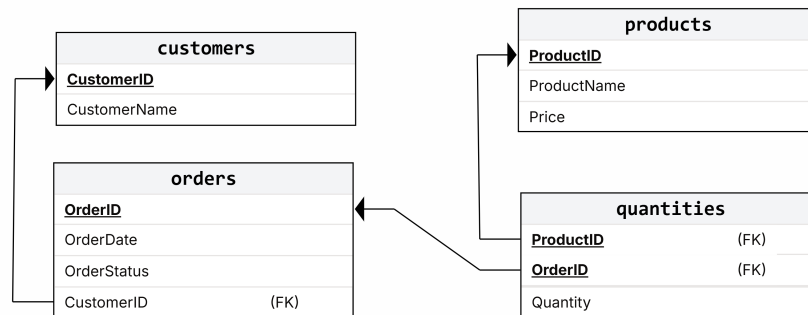 customers
CustomerID
CustomerName
orders
OrderID
OrderDate
OrderStatus
CustomerID (FK)
products
ProductID
ProductName
Price
quantities
ProductID (FK)
OrderID (FK)
Quantity